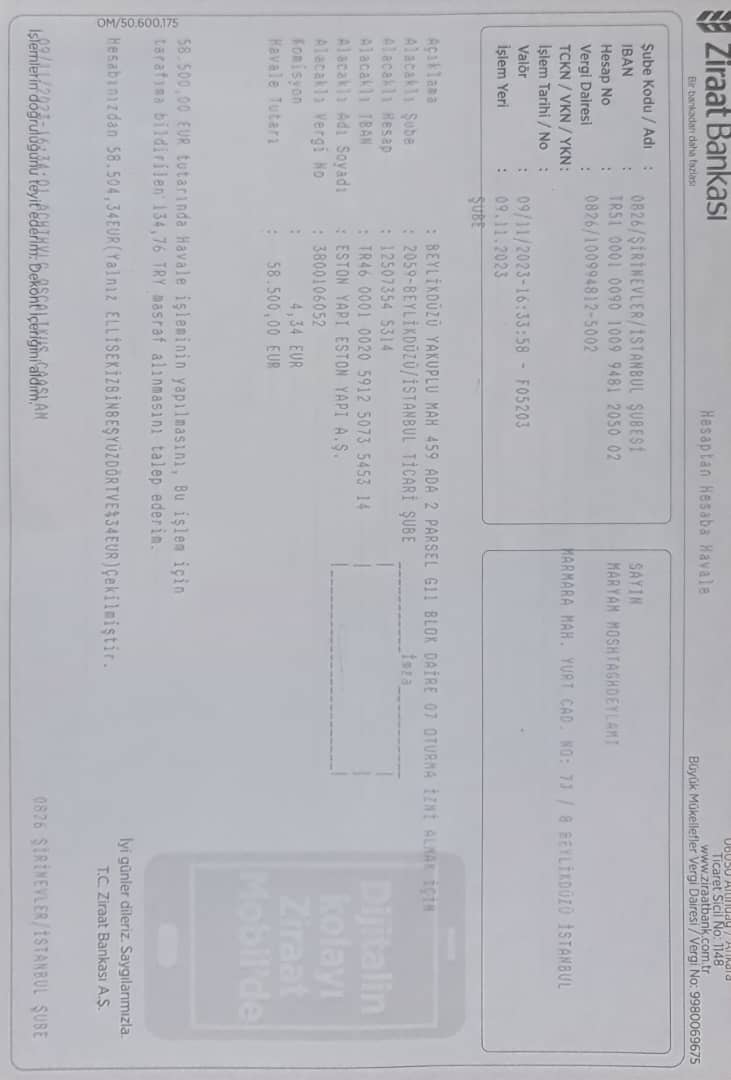 Ziraat Bankası
Bir bankadan daha fazlası
Hesaptan Hesaba Havale
Ticaret Sicil No: 1148
www.ziraatbank.com.tr
Büyük Mükellefler Vergi Dairesi / Vergi No: 9980069675
Şube Kodu / Adı : 0826/ŞİRİNEVLER/İSTANBUL ŞUBESİ
IBAN : TR51 0001 0090 1009 9481 2050 02
Hesap No : 0826/100994812-5002
Vergi Dairesi :
TCKN / VKN / YKN:
İşlem Tarihi / No : 09/11/2023-16:33:58 - F05203
Valör : 09.11.2023
İşlem Yeri : ŞUBE
SAYIN
MARYAM MOSHTAGHDEYLAMI
MARMARA MAH. YURT CAD. NO: 73 / 8 BEYLİKDÜZÜ İSTANBUL
Açıklama : BEYLİKDÜZÜ YAKUPLU MAH 459 ADA 2 PARSEL G11 BLOK DAİRE 07 OTURMA İZNİ ALMAK İÇİN
Alacaklı Şube : 2059-BEYLİKDÜZÜ/İSTANBUL TİCARİ ŞUBE
Alacaklı Hesap : 12507354 5314
Alacaklı IBAN : TR46 0001 0020 5912 5073 5453 14
Alacaklı Adı Soyadı : ESTON YAPI ESTON YAPI A.Ş.
Alacaklı Vergi No : 3800106052
Komisyon : 4,34 EUR
Havale Tutarı : 58.500,00 EUR
İmza
58.500,00 EUR tutarında Havale işleminin yapılmasını, Bu işlem için
tarafıma bildirilen 134,76 TRY masraf alınmasını talep ederim.
Hesabınızdan 58.504,34EUR(Yalnız ELLİSEKİZBİNBEŞYÜZDÖRTVE%34EUR)çekilmiştir.
Dijitalin
kolayı
Ziraat
Mobil'de
İyi günler dileriz. Saygılarımızla.
T.C. Ziraat Bankası A.Ş.
OM/50.600.175
09/11/2023-16:34:01
İşlemlerin doğruluğunu teyit ederim. Dekont içeriğini aldım.
0826 ŞİRİNEVLER/İSTANBUL ŞUBE